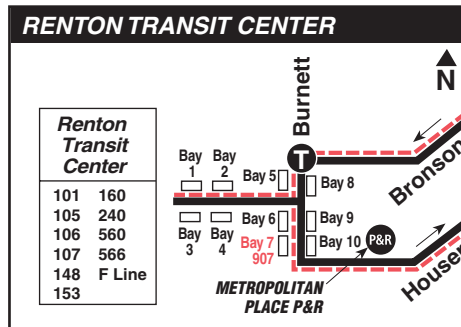 RENTON TRANSIT CENTER
N
Burnett
Renton
Transit
Center
101 160
105 240
106 560
107 566
148 F Line
153
Bay
1
Bay
2
Bay 5
T
Bay 8
Bronson
Bay
3
Bay
4
Bay 6
Bay 9
Bay 7
907
Bay 10
P&R
Houser
METROPOLITAN
PLACE P&R